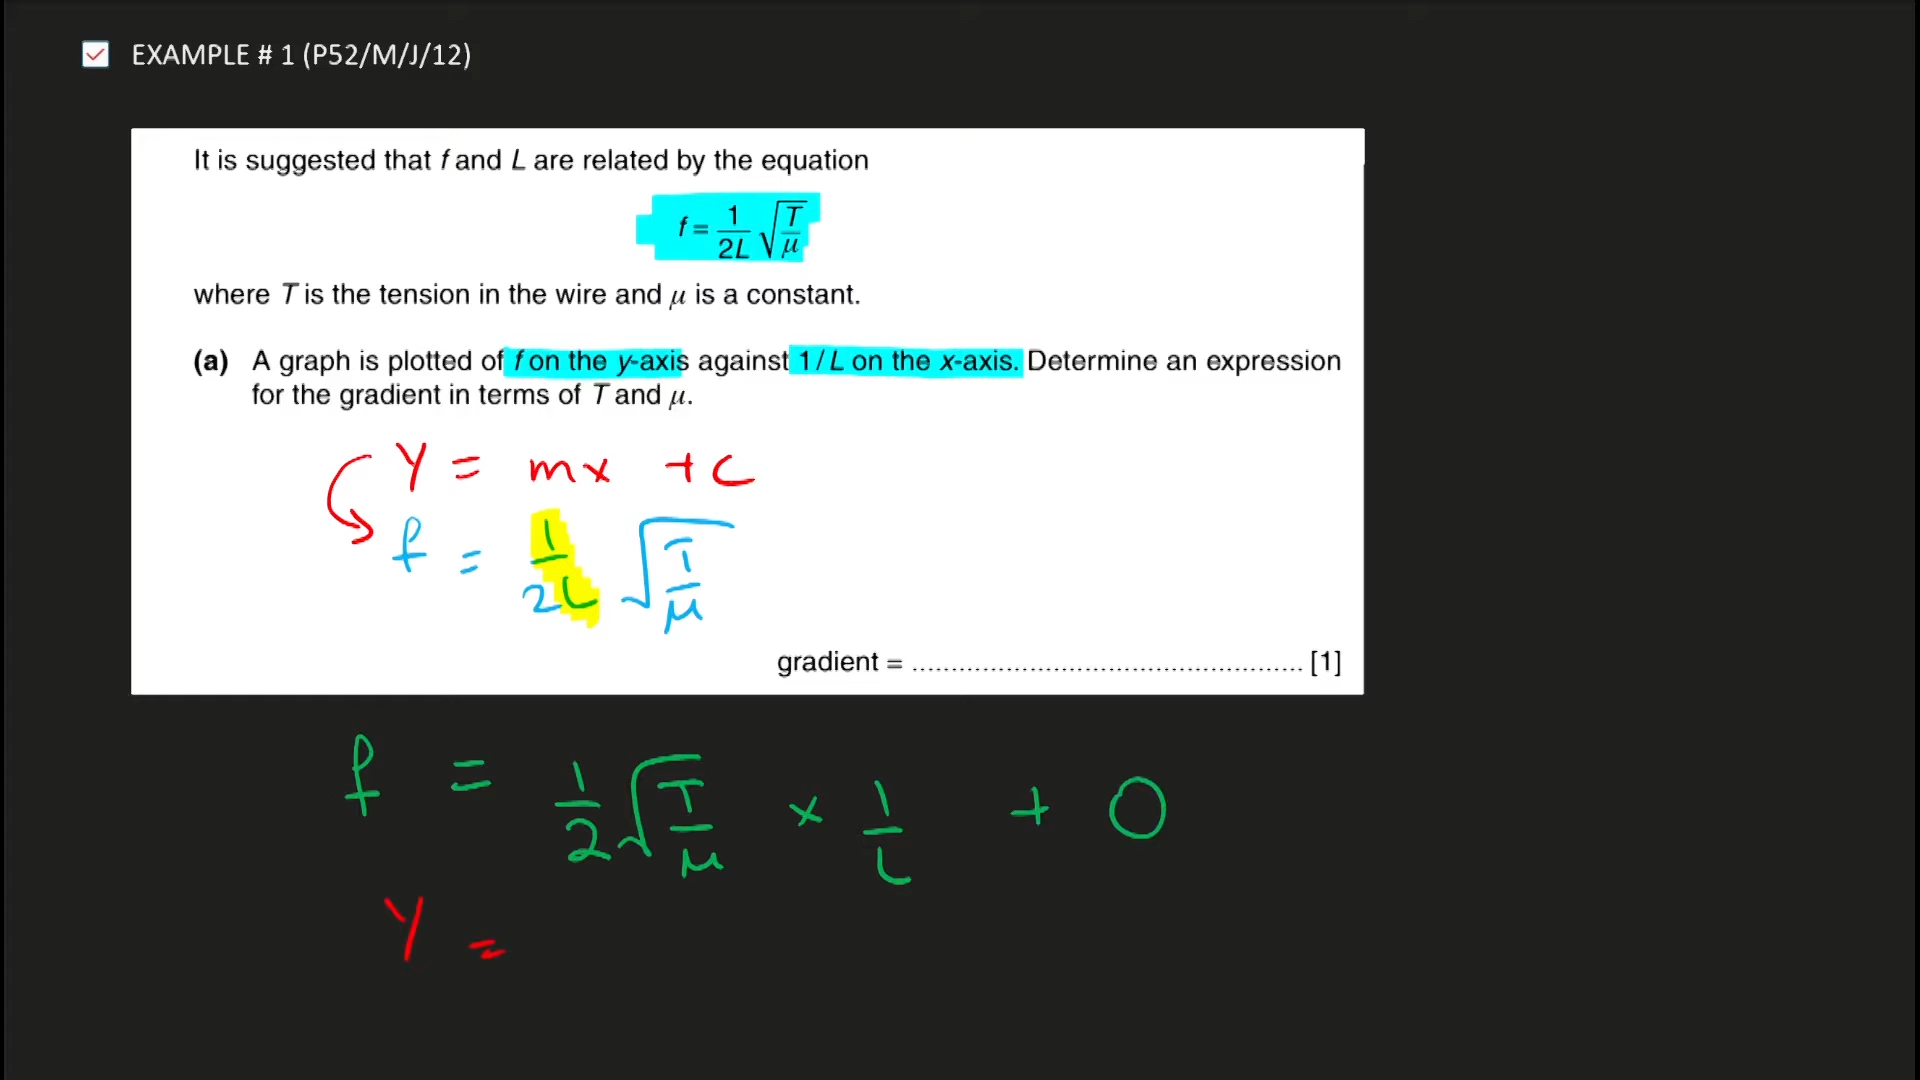 EXAMPLE # 1 (P52/M/J/12)
It is suggested that f and L are related by the equation
f = 1/2L √T/μ
where T is the tension in the wire and μ is a constant.
(a) A graph is plotted of f on the y-axis against 1/L on the x-axis. Determine an expression
for the gradient in terms of T and μ.
Y = mx + c
f = 1/2L √T/μ
gradient = ................................................ [1]
f = 1/2 √T/μ × 1/L + 0
Y =